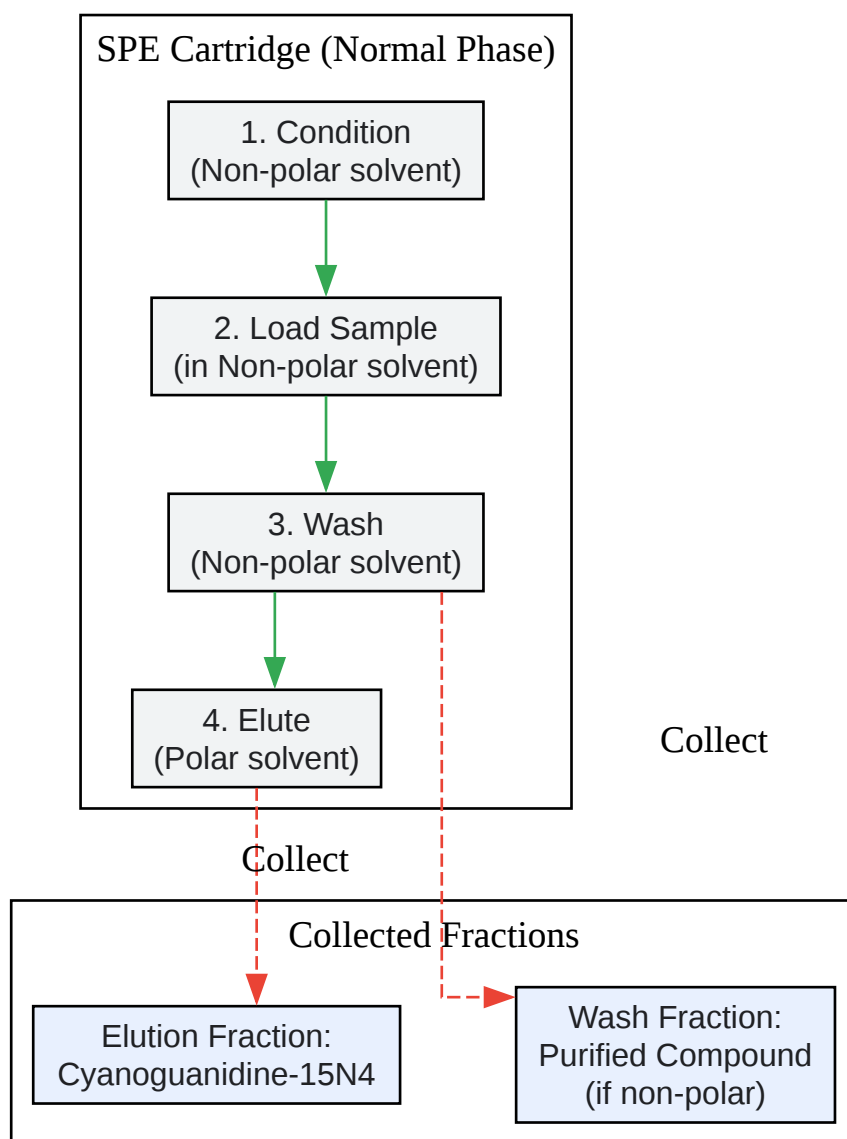 SPE Cartridge (Normal Phase)
1. Condition
(Non-polar solvent)
2. Load Sample
(in Non-polar solvent)
3. Wash
(Non-polar solvent)
4. Elute
(Polar solvent)
Collect
Collect
Collected Fractions
Elution Fraction:
Cyanoguanidine-15N4
Wash Fraction:
Purified Compound
(if non-polar)